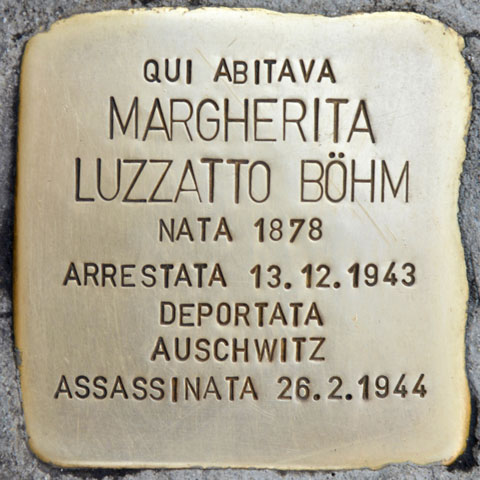 QUI ABITAVA
MARGHERITA
LUZZATTO BÖHM
NATA 1878
ARRESTATA 13.12.1943
DEPORTATA
AUSCHWITZ
ASSASSINATA 26.2.1944